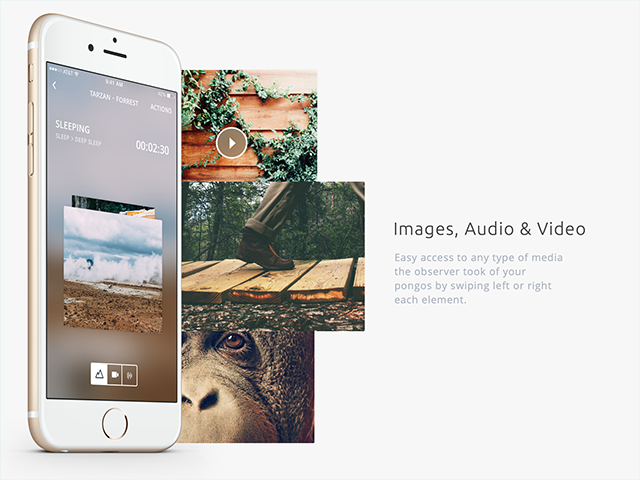 AT&T
9:41 AM
42%
TARZAN - FORREST
ACTIONS
SLEEPING
SLEEP > DEEP SLEEP
00:02:30
Images, Audio & Video
Easy access to any type of media
the observer took of your
pongos by swiping left or right
each element.